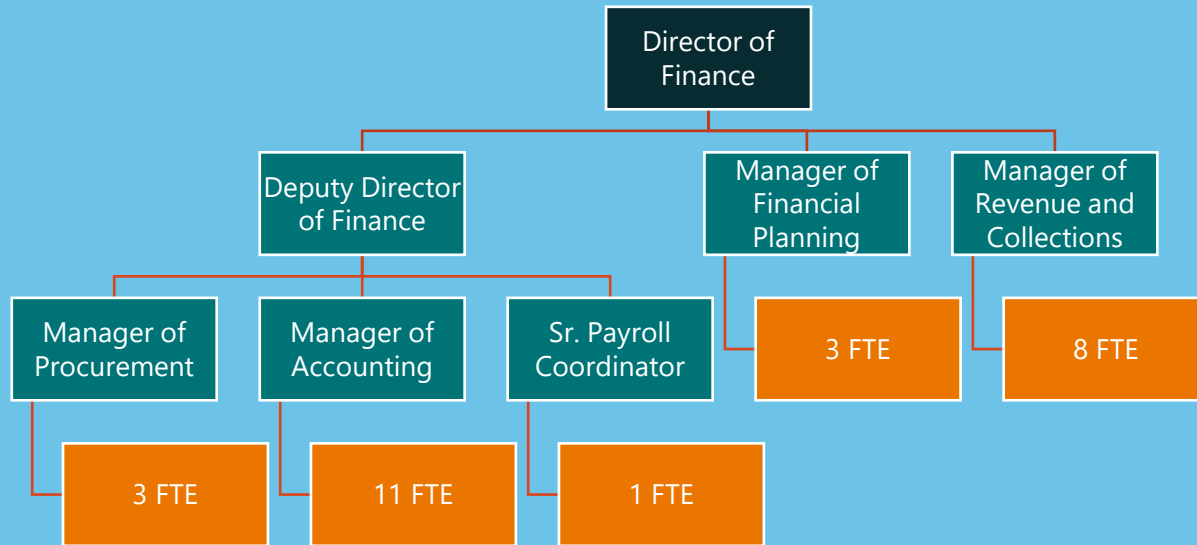 Director of
Finance
Deputy Director
of Finance
Manager of
Financial
Planning
Manager of
Revenue and
Collections
Manager of
Procurement
Manager of
Accounting
Sr. Payroll
Coordinator
3 FTE
8 FTE
3 FTE
11 FTE
1 FTE